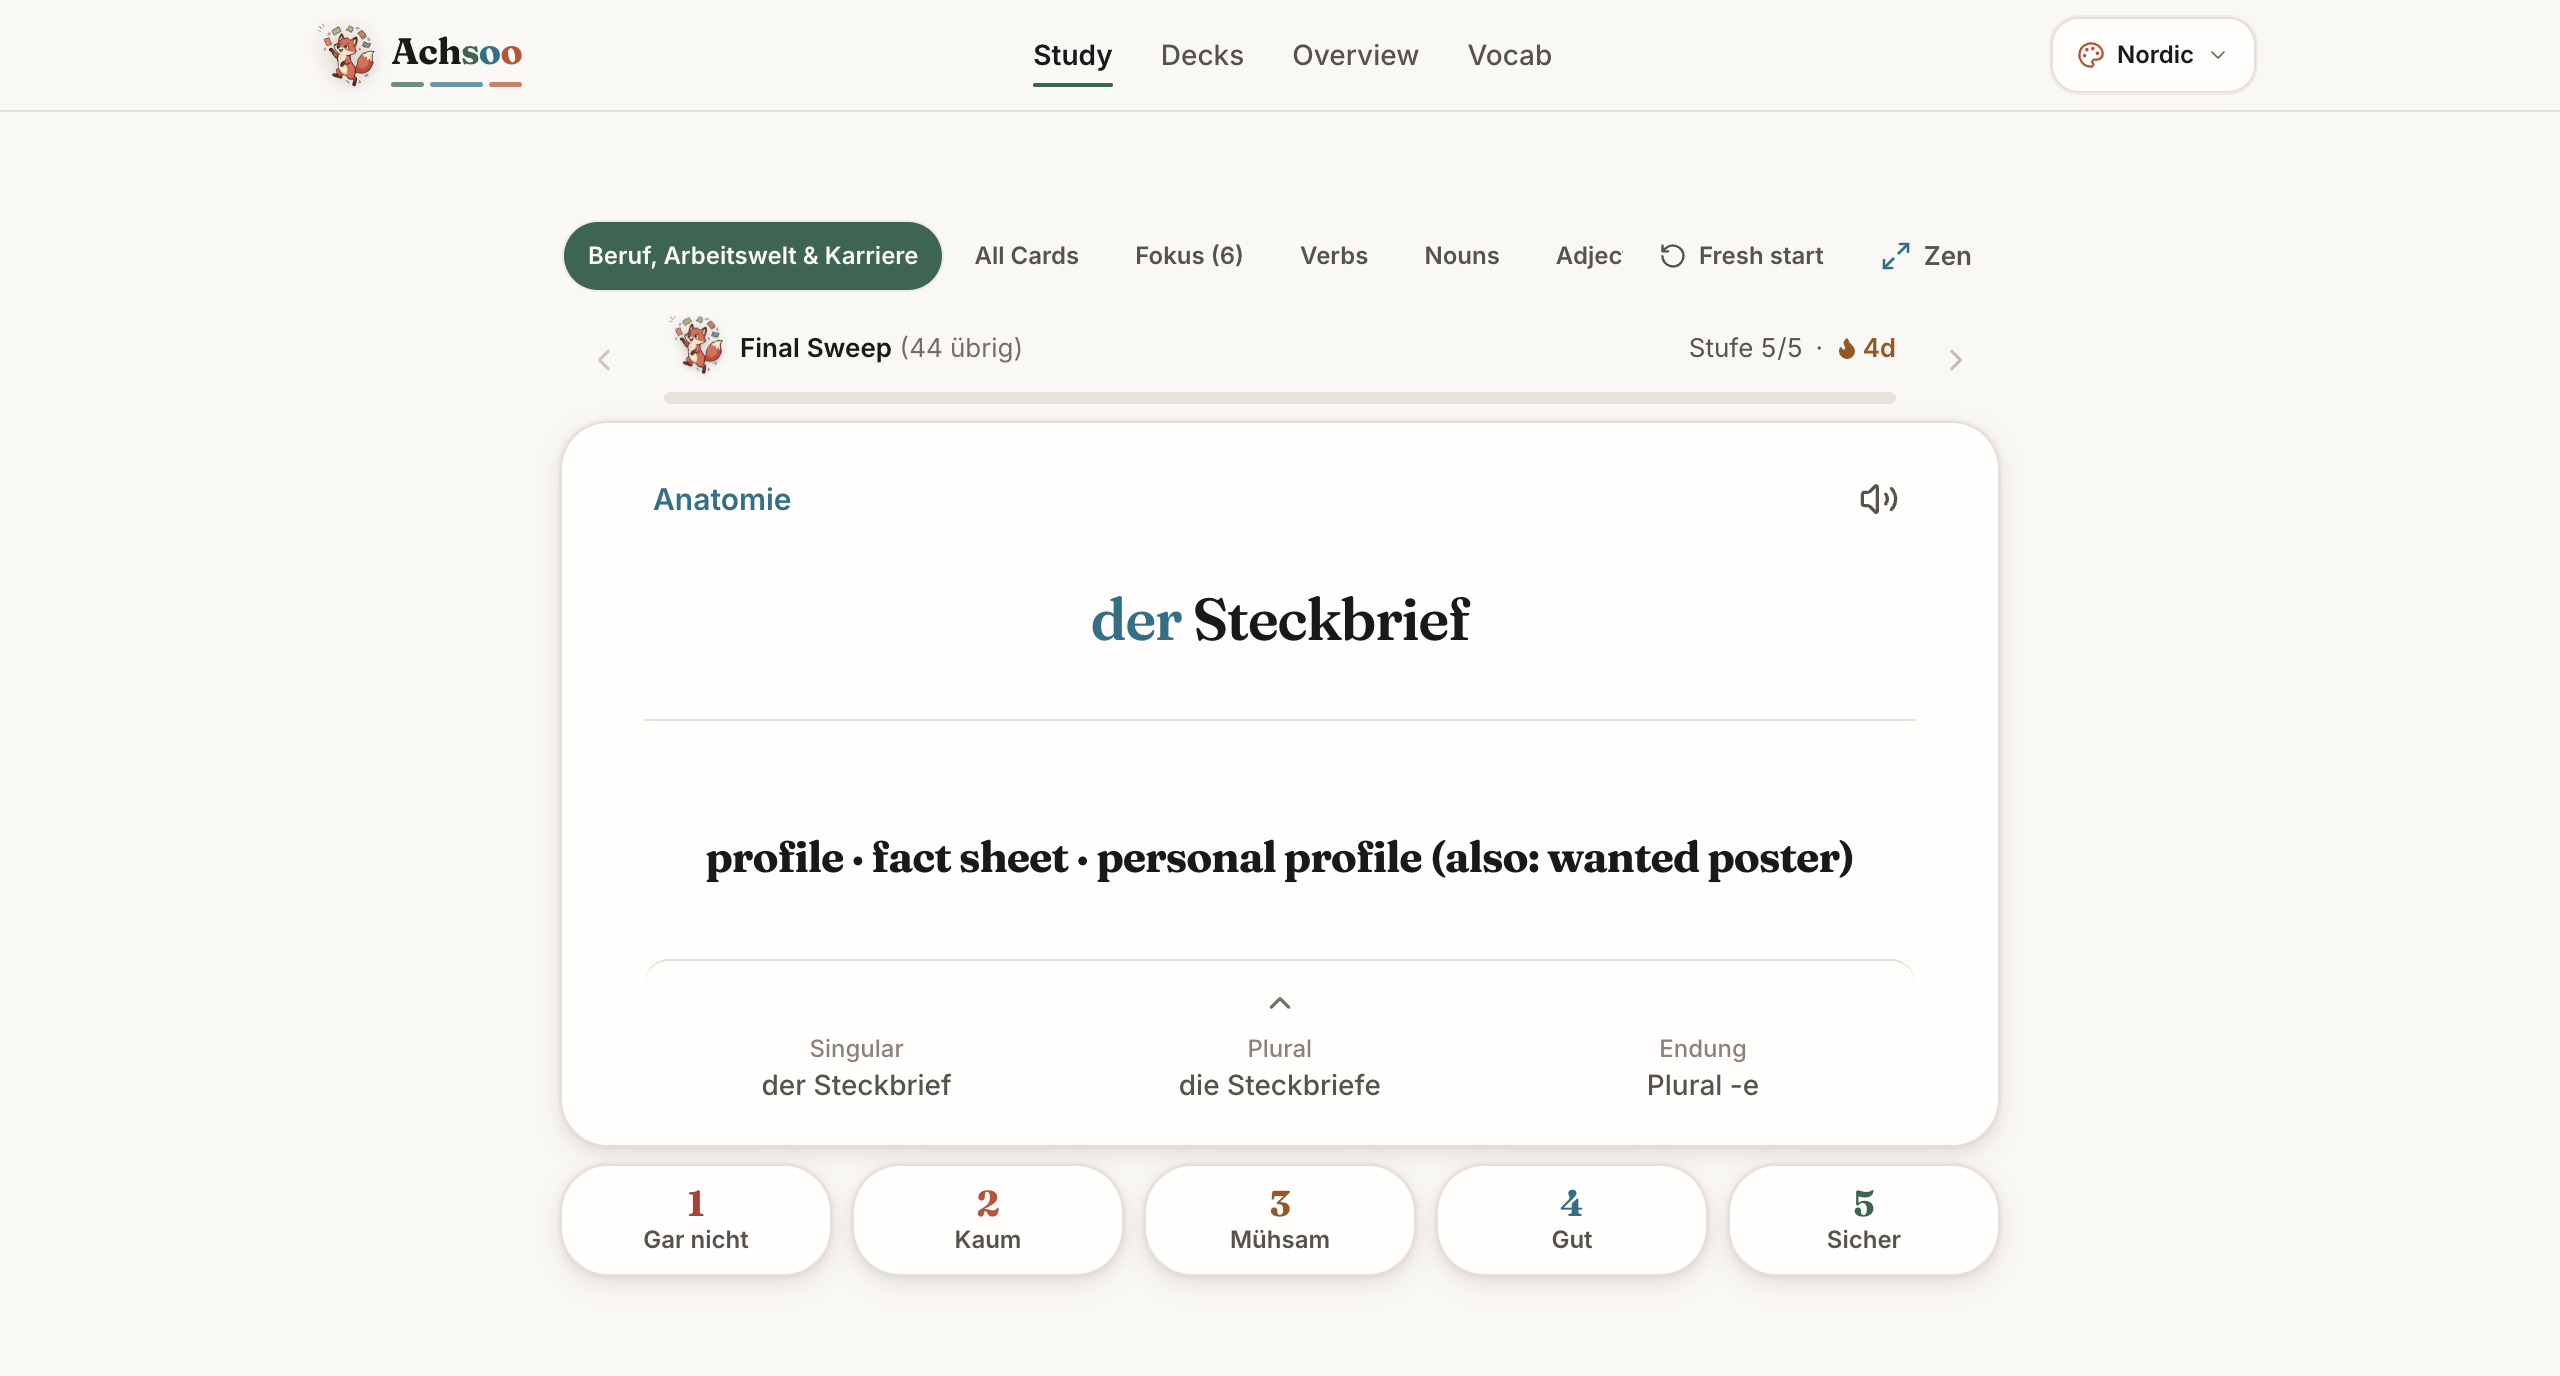 Achsoo
Study Decks Overview Vocab
Nordic
Beruf, Arbeitswelt & Karriere All Cards Fokus (6) Verbs Nouns Adjec Fresh start Zen
Final Sweep (44 übrig) Stufe 5/5 · 4d
Anatomie
der Steckbrief
profile · fact sheet · personal profile (also: wanted poster)
Singular Plural Endung
der Steckbrief die Steckbriefe Plural -e
1 2 3 4 5
Gar nicht Kaum Mühsam Gut Sicher